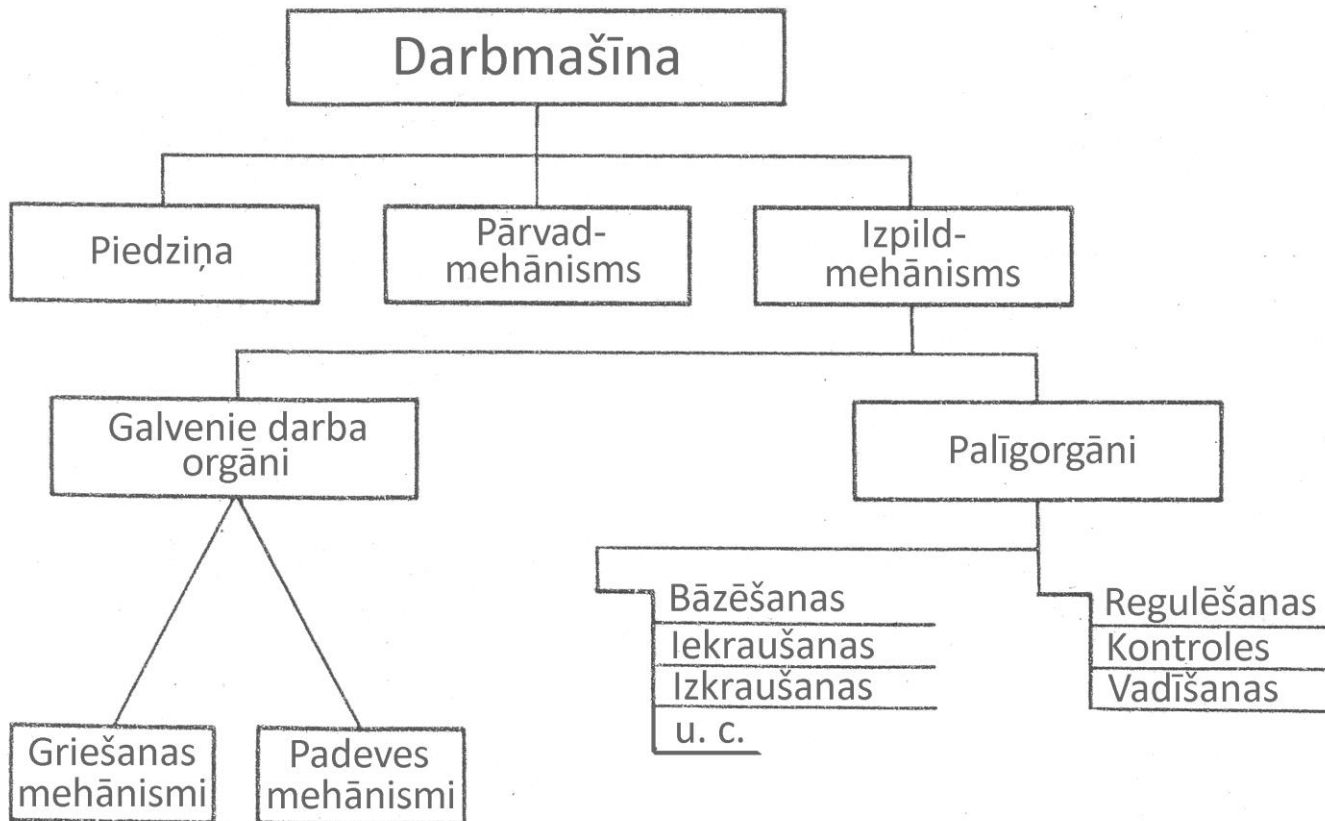 Darbmašīna
Piedziņa
Pārvad-
mehānisms
Izpild-
mehānisms
Galvenie darba
orgāni
Palīgorgāni
Bāzēšanas
Iekraušanas
Izkraušanas
u. c.
Regulēšanas
Kontroles
Vadīšanas
Griešanas
mehānismi
Padeves
mehānismi